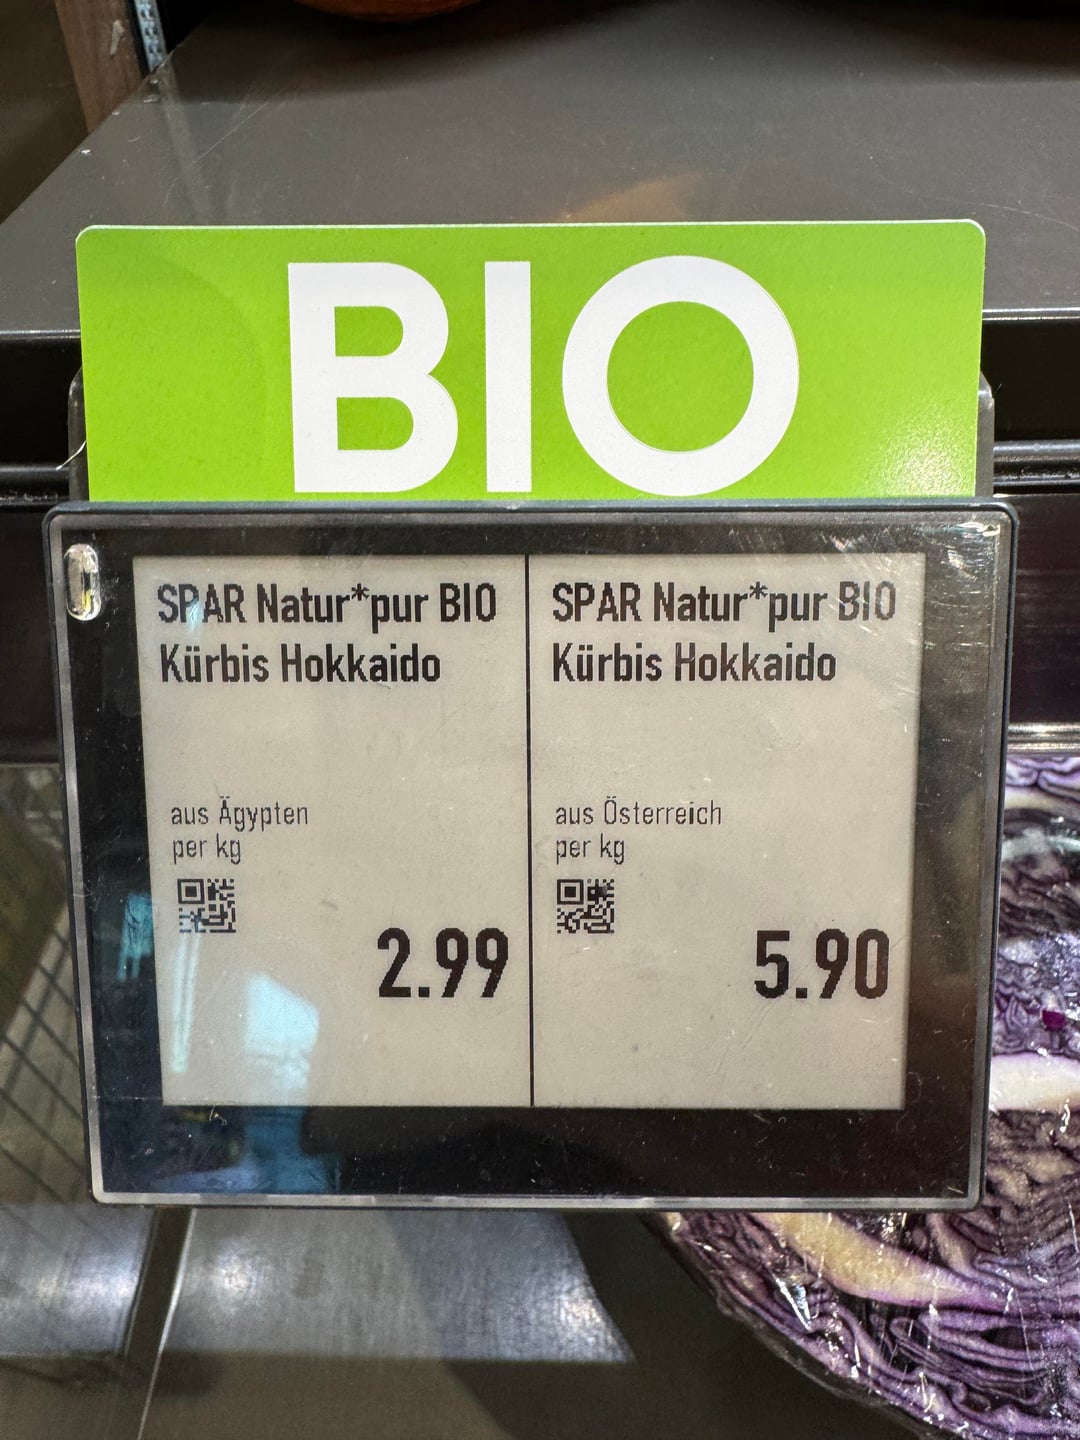 BIO
SPAR Natur*pur BIO
Kürbis Hokkaido
aus Ägypten
per kg
2.99
SPAR Natur*pur BIO
Kürbis Hokkaido
aus Österreich
per kg
5.90